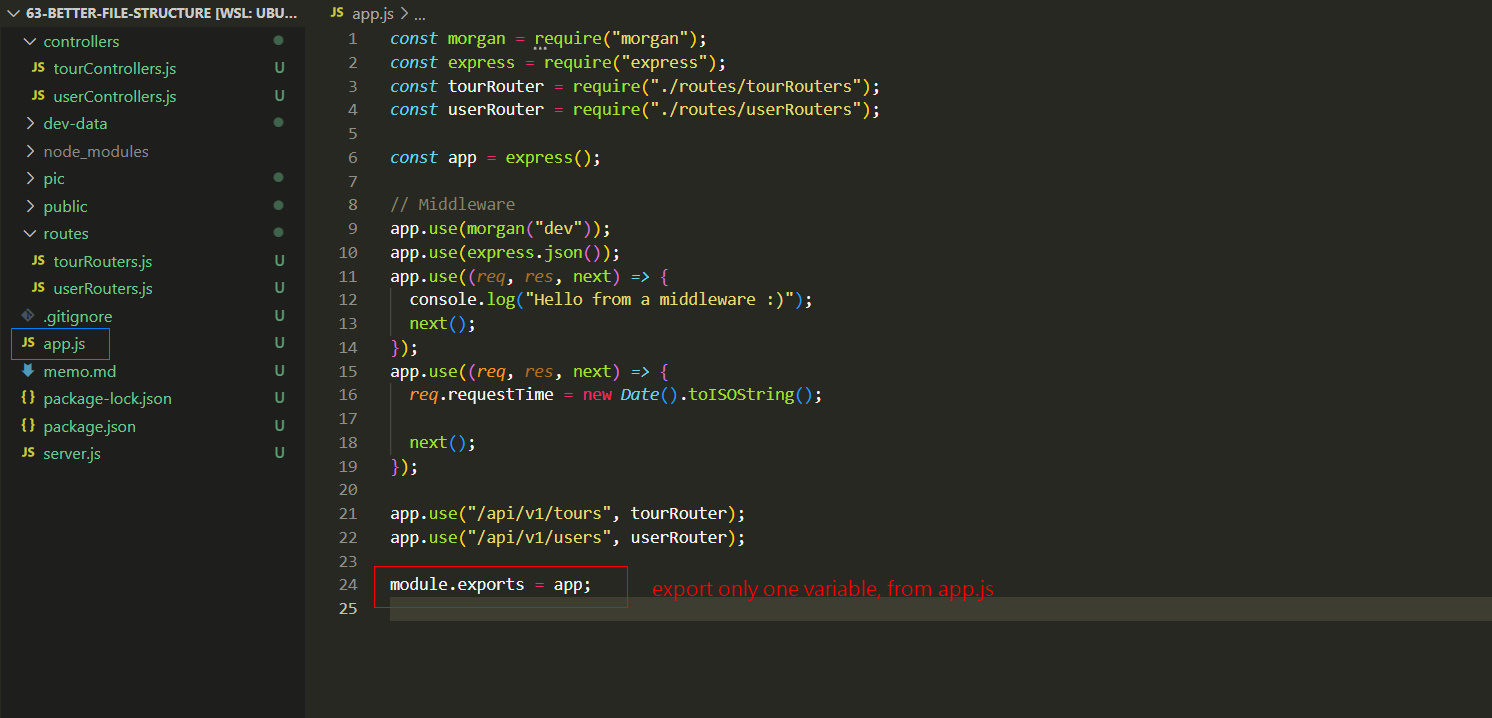 63-BETTER-FILE-STRUCTURE [WSL: UBU...
controllers
JS tourControllers.js U
JS userControllers.js U
dev-data
node_modules
pic
public
routes
JS tourRouters.js U
JS userRouters.js U
.gitignore U
JS app.js U
memo.md U
{} package-lock.json U
{} package.json U
JS server.js U
JS app.js > ...
1 const morgan = require("morgan");
2 const express = require("express");
3 const tourRouter = require("./routes/tourRouters");
4 const userRouter = require("./routes/userRouters");
5
6 const app = express();
7
8 // Middleware
9 app.use(morgan("dev"));
10 app.use(express.json());
11 app.use((req, res, next) => {
12 console.log("Hello from a middleware :)");
13 next();
14 });
15 app.use((req, res, next) => {
16 req.requestTime = new Date().toISOString();
17
18 next();
19 });
20
21 app.use("/api/v1/tours", tourRouter);
22 app.use("/api/v1/users", userRouter);
23
24 module.exports = app; export only one variable, from app.js
25